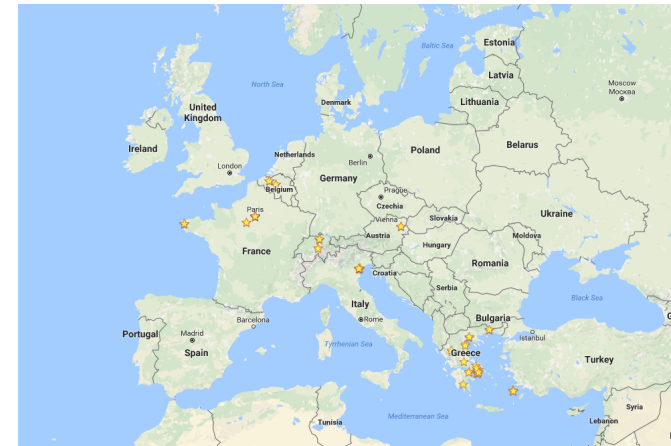 Estonia
Baltic Sea
Latvia
Moscow
Москва
North Sea
Denmark
Lithuania
United
Kingdom
Ireland
Belarus
Netherlands
Berlin
Poland
London
Germany
Belgium
Prague
Czechia
Ukraine
Paris
Vienna
Slovakia
Austria
Moldova
France
Hungary
Croatia
Romania
Serbia
Italy
Black Sea
Barcelona
Rome
Bulgaria
Portugal
Madrid
Istanbul
Spain
Tyrrhenian Sea
Greece
Turkey
Syria
Mediterranean Sea
Lebanon
Tunisia